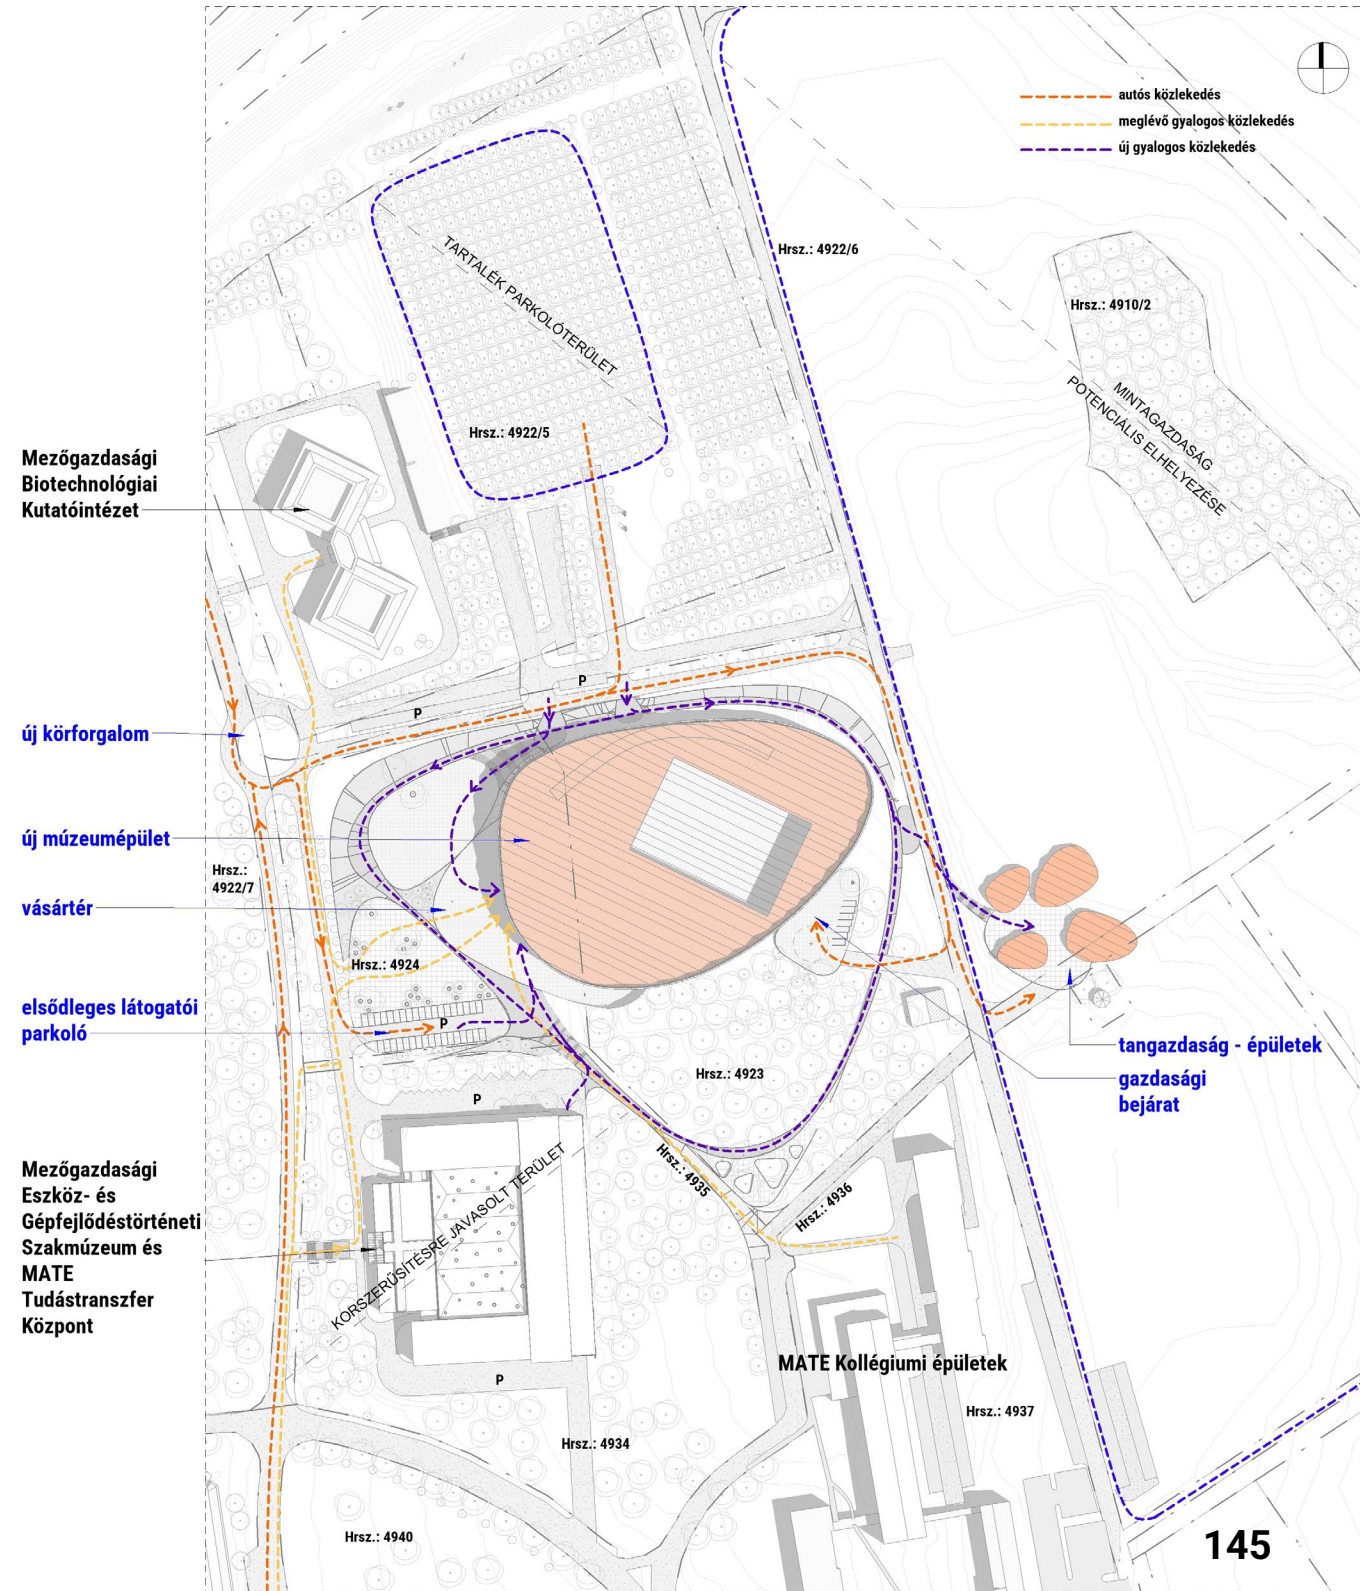 autós közlekedés
meglévő gyalogos közlekedés
új gyalogos közlekedés
Hrsz.: 4922/6
TARTALÉK PARKOLÓTERÜLET
Hrsz.: 4910/2
MINTAGAZDASÁG
POTENCIÁLIS ELHELYEZÉSE
Hrsz.: 4922/5
Mezőgazdasági
Biotechnológiai
Kutatóintézet
P
P
új körforgalom
új múzeumépület
Hrsz.:
4922/7
vásártér
Hrsz.: 4924
elsődleges látogatói
parkoló
P
tangazdaság - épületek
gazdasági
bejárat
Hrsz.: 4923
P
Mezőgazdasági
Eszköz- és
Gépfejlődéstörténeti
Szakmúzeum és
MATE
Tudástranszfer
Központ
KORSZERŰSÍTÉSRE JAVASOLT TERÜLET
Hrsz.: 4935
Hrsz.: 4936
MATE Kollégiumi épületek
P
Hrsz.: 4937
Hrsz.: 4934
Hrsz.: 4940
145